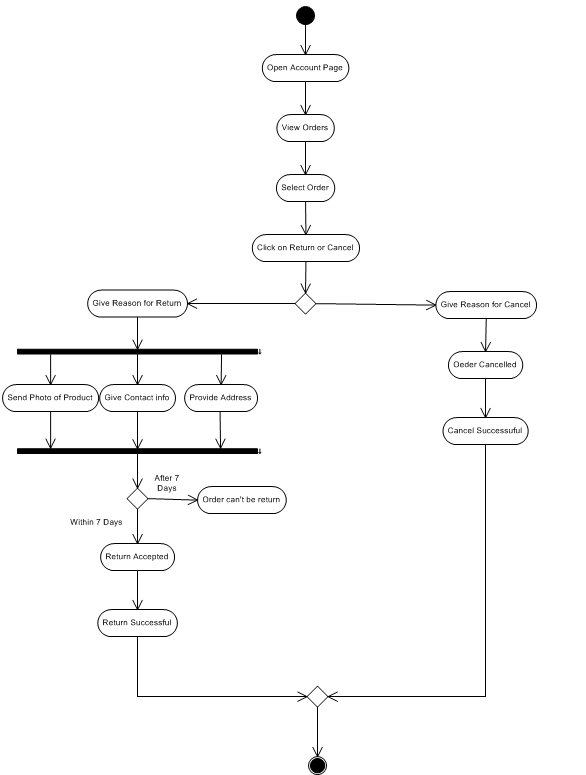 Open Account Page
View Orders
Select Order
Click on Return or Cancel
Give Reason for Return
Give Reason for Cancel
Oeder Cancelled
Send Photo of Product
Give Contact info
Provide Address
Cancel Successuful
After 7
Days
Order can't be return
Within 7 Days
Return Accepted
Return Successful